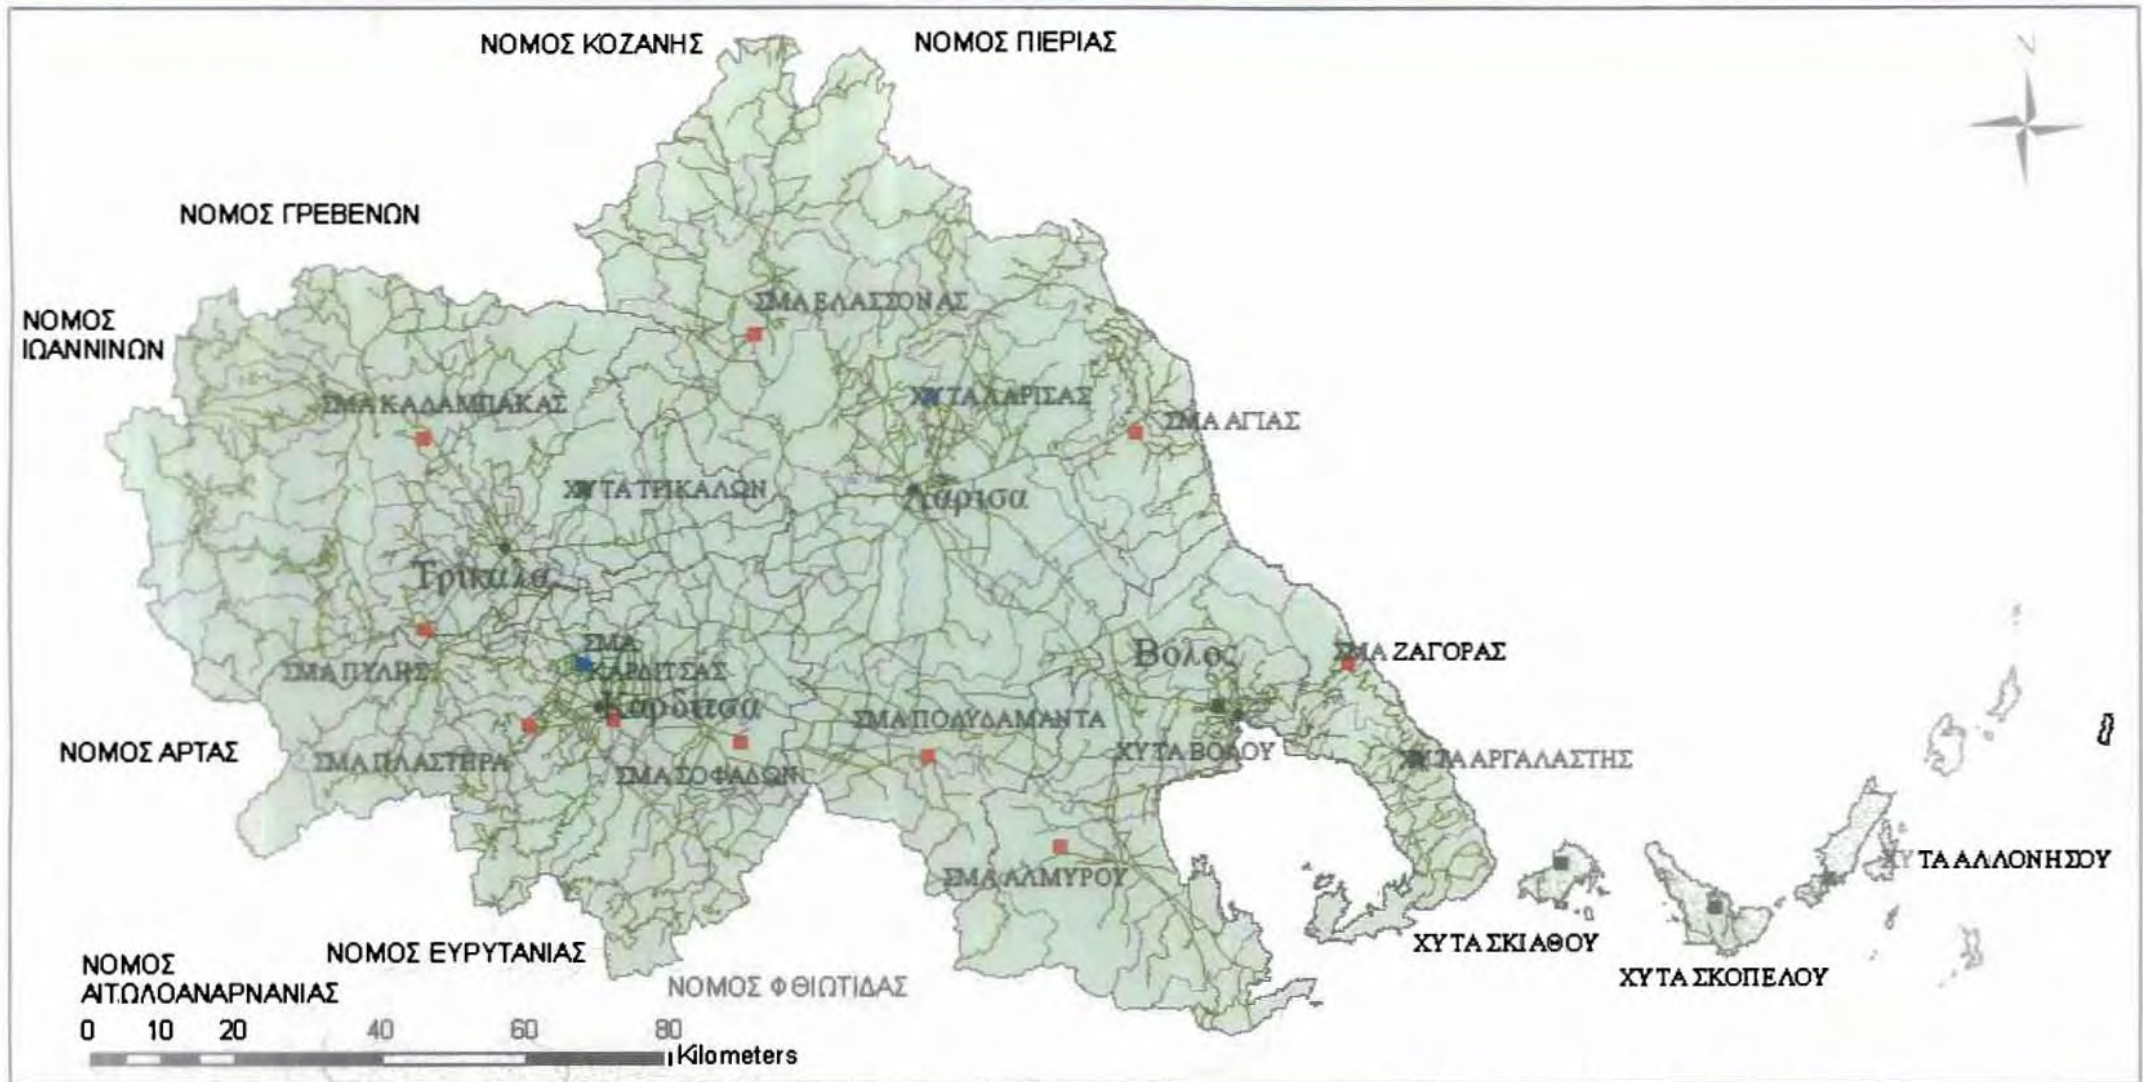 ΝΟΜΟΣ ΚΟΖΑΝΗΣ
ΝΟΜΟΣ ΠΙΕΡΙΑΣ
N
ΝΟΜΟΣ ΓΡΕΒΕΝΩΝ
ΝΟΜΟΣ
ΙΩΑΝΝΙΝΩΝ
ΣΜΑ ΕΛΑΣΣΟΝΑΣ
ΣΜΑ ΚΑΛΑΜΠΑΚΑΣ
ΧΥΤΑ ΛΑΡΙΣΑΣ
ΣΜΑ ΑΓΙΑΣ
ΧΥΤΑ ΤΡΙΚΑΛΩΝ
Λάρισα
Τρίκαλα
ΣΜΑ
ΚΑΡΔΙΤΣΑΣ
ΣΜΑ ΠΥΛΗΣ
Βόλος
ΣΜΑ ΖΑΓΟΡΑΣ
Καρδίτσα
ΣΜΑ ΠΟΛΥΔΑΜΑΝΤΑ
ΝΟΜΟΣ ΑΡΤΑΣ
ΣΜΑ ΠΛΑΣΤΗΡΑ
ΣΜΑ ΣΟΦΑΔΩΝ
ΧΥΤΑ ΒΟΛΟΥ
ΧΥΤΑ ΑΡΓΑΛΑΣΤΗΣ
ΣΜΑ ΑΛΜΥΡΟΥ
ΧΥΤΑ ΑΛΛΟΝΗΣΟΥ
ΧΥΤΑ ΣΚΙΑΘΟΥ
ΧΥΤΑ ΣΚΟΠΕΛΟΥ
ΝΟΜΟΣ ΕΥΡΥΤΑΝΙΑΣ
ΝΟΜΟΣ
ΑΙΤΩΛΟΑΝΑΡΝΑΝΙΑΣ
ΝΟΜΟΣ ΦΘΙΩΤΙΔΑΣ
0 10 20 40 60 80
Kilometers